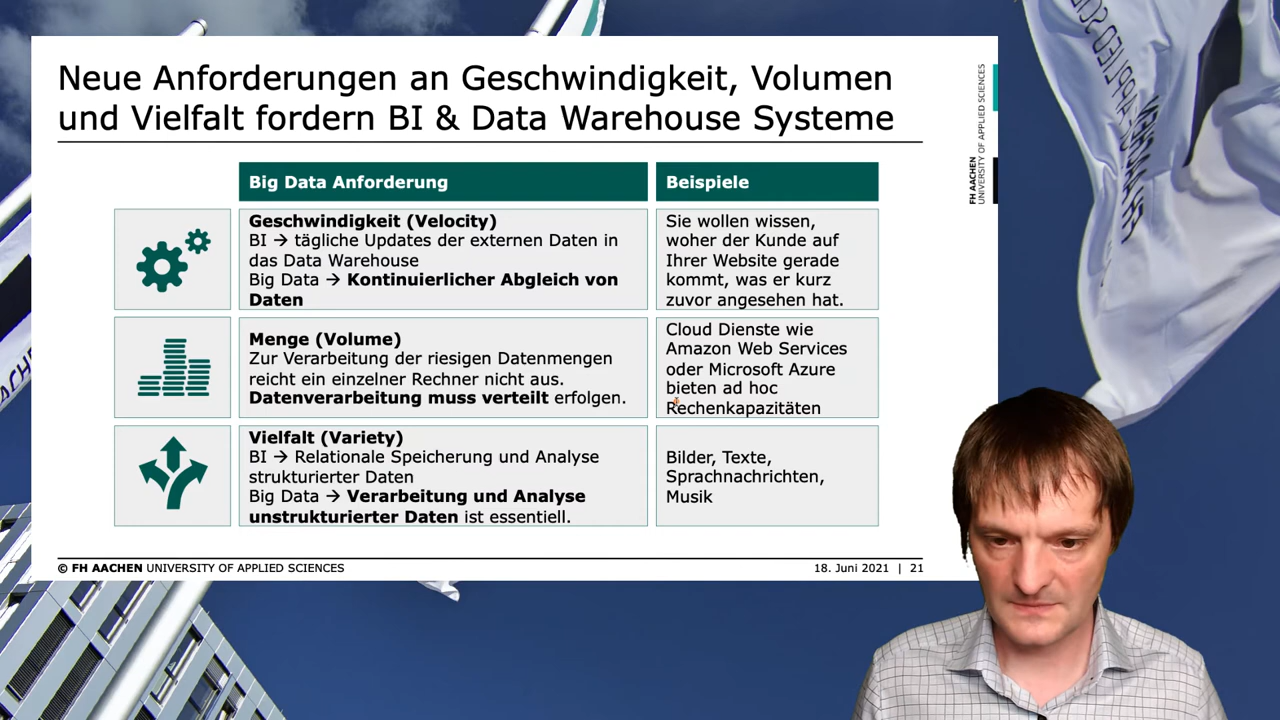 Neue Anforderungen an Geschwindigkeit, Volumen
und Vielfalt fordern BI & Data Warehouse Systeme
FH AACHEN
UNIVERSITY OF APPLIED SCIENCES
Big Data Anforderung
Beispiele
Geschwindigkeit (Velocity)
BI → tägliche Updates der externen Daten in
das Data Warehouse
Big Data → Kontinuierlicher Abgleich von
Daten
Sie wollen wissen,
woher der Kunde auf
Ihrer Website gerade
kommt, was er kurz
zuvor angesehen hat.
Menge (Volume)
Zur Verarbeitung der riesigen Datenmengen
reicht ein einzelner Rechner nicht aus.
Datenverarbeitung muss verteilt erfolgen.
Cloud Dienste wie
Amazon Web Services
oder Microsoft Azure
bieten ad hoc
Rechenkapazitäten
Vielfalt (Variety)
BI → Relationale Speicherung und Analyse
strukturierter Daten
Big Data → Verarbeitung und Analyse
unstrukturierter Daten ist essentiell.
Bilder, Texte,
Sprachnachrichten,
Musik
© FH AACHEN UNIVERSITY OF APPLIED SCIENCES
18. Juni 2021 | 21